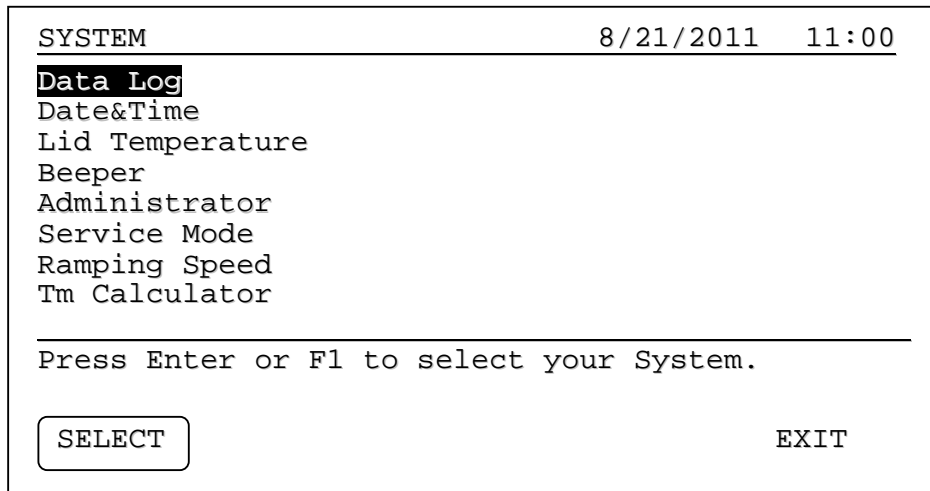 SYSTEM 8/21/2011 11:00
Data Log
Date&Time
Lid Temperature
Beeper
Administrator
Service Mode
Ramping Speed
Tm Calculator
Press Enter or F1 to select your System.
SELECT EXIT